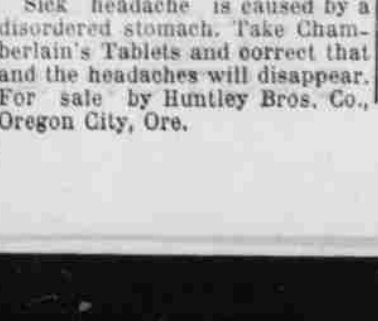 Sick headache is caused by a
disordered stomach. Take Cham-
berlain's Tablets and correct that
and the headaches will disappear.
For sale by Huntley Bros. Co.,
Oregon City, Ore.